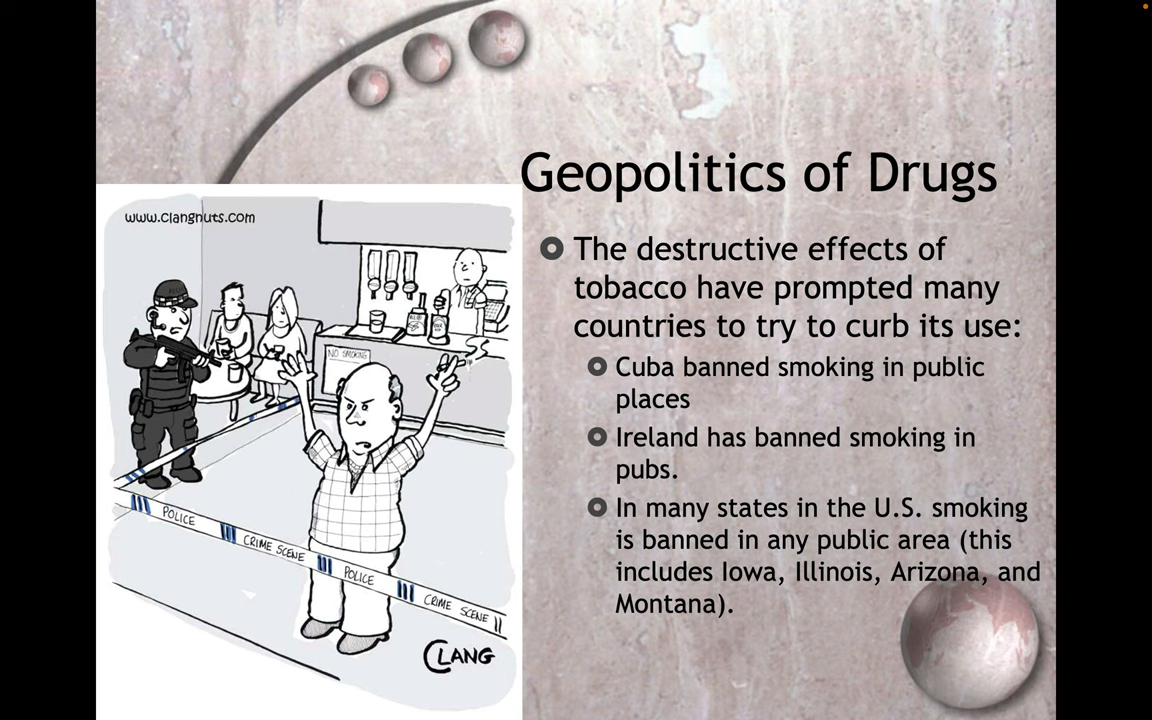 Geopolitics of Drugs
www.clangnuts.com
NO SMOKING
POLICE
CRIME SCENE
POLICE
CRIME SCENE
CLANG
The destructive effects of
tobacco have prompted many
countries to try to curb its use:
Cuba banned smoking in public
places
Ireland has banned smoking in
pubs.
In many states in the U.S. smoking
is banned in any public area (this
includes Iowa, Illinois, Arizona, and
Montana).